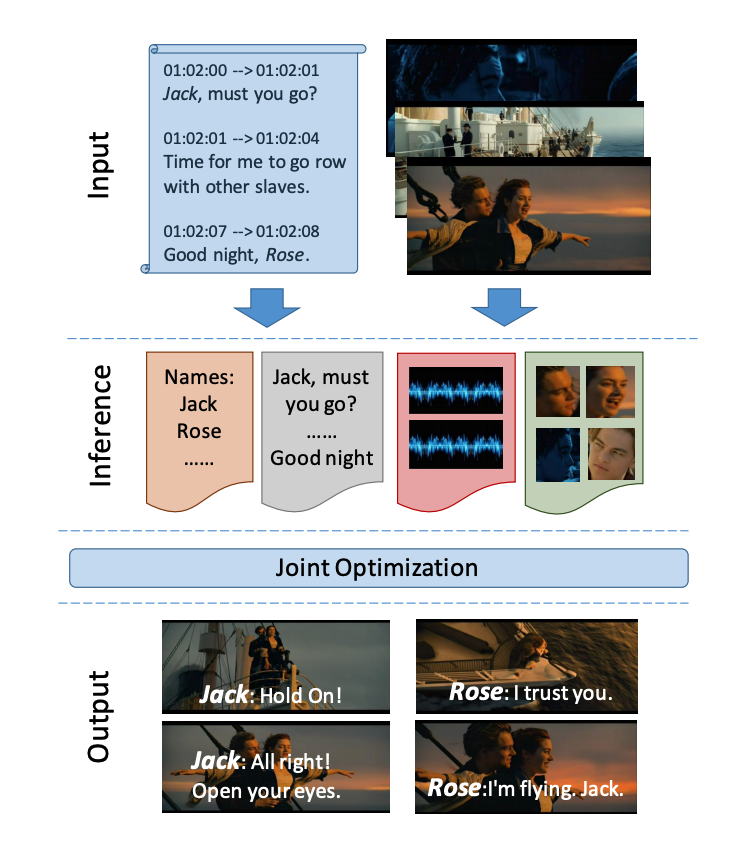 Input
01:02:00 --> 01:02:01
Jack, must you go?
01:02:01 --> 01:02:04
Time for me to go row
with other slaves.
01:02:07 --> 01:02:08
Good night, Rose.
Inference
Names:
Jack
Rose
......
Jack, must
you go?
......
Good night
Joint Optimization
Output
Jack: Hold On!
Rose: I trust you.
Jack: All right!
Open your eyes.
Rose:I'm flying. Jack.